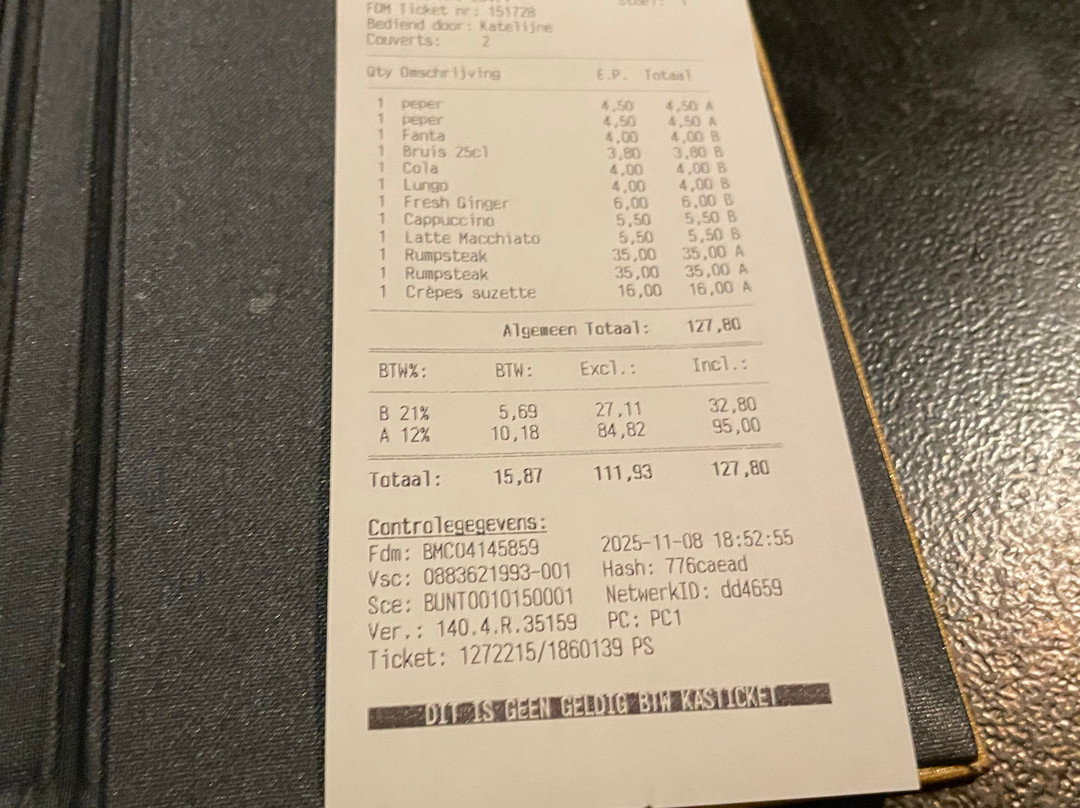 FDM Ticket nr: 151728
Bediend door: Katelijne
Couverts: 2
Qty Omschrijving E.P. Totaal
1 peper 4,50 4,50 A
1 peper 4,50 4,50 A
1 Fanta 4,00 4,00 B
1 Bruis 25cl 3,80 3,80 B
1 Cola 4,00 4,00 B
1 Lungo 4,00 4,00 B
1 Fresh Ginger 6,00 6,00 B
1 Cappuccino 5,50 5,50 B
1 Latte Macchiato 5,50 5,50 B
1 Rumpsteak 35,00 35,00 A
1 Rumpsteak 35,00 35,00 A
1 Crèpes suzette 16,00 16,00 A
Algemeen Totaal: 127,80
BTW%: BTW: Excl.: Incl.:
B 21% 5,69 27,11 32,80
A 12% 10,18 84,82 95,00
Totaal: 15,87 111,93 127,80
Controlegegevens:
Fdm: BMC04145859 2025-11-08 18:52:55
Vsc: 0883621993-001 Hash: 776caead
Sce: BUNT0010150001 NetwerkID: dd4659
Ver.: 140.4.R.35159 PC: PC1
Ticket: 1272215/1860139 PS
DIT IS GEEN GELDIG BTW KASTICKET